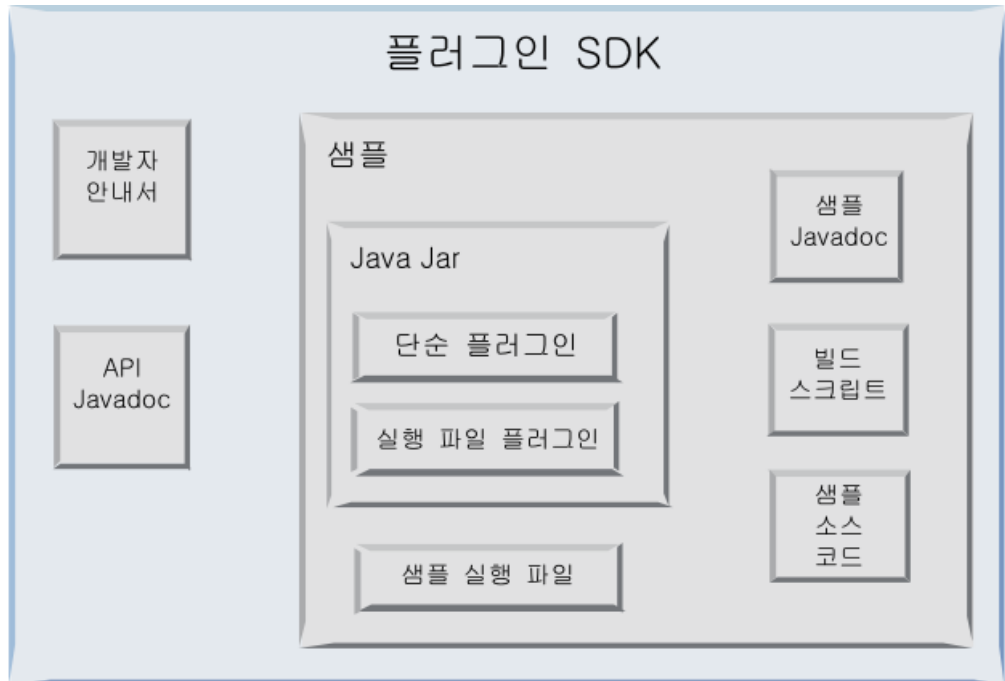 플러그인 SDK
개발자
안내서
API
Javadoc
샘플
Java Jar
단순 플러그인
실행 파일 플러그인
샘플 실행 파일
샘플
Javadoc
빌드
스크립트
샘플
소스
코드